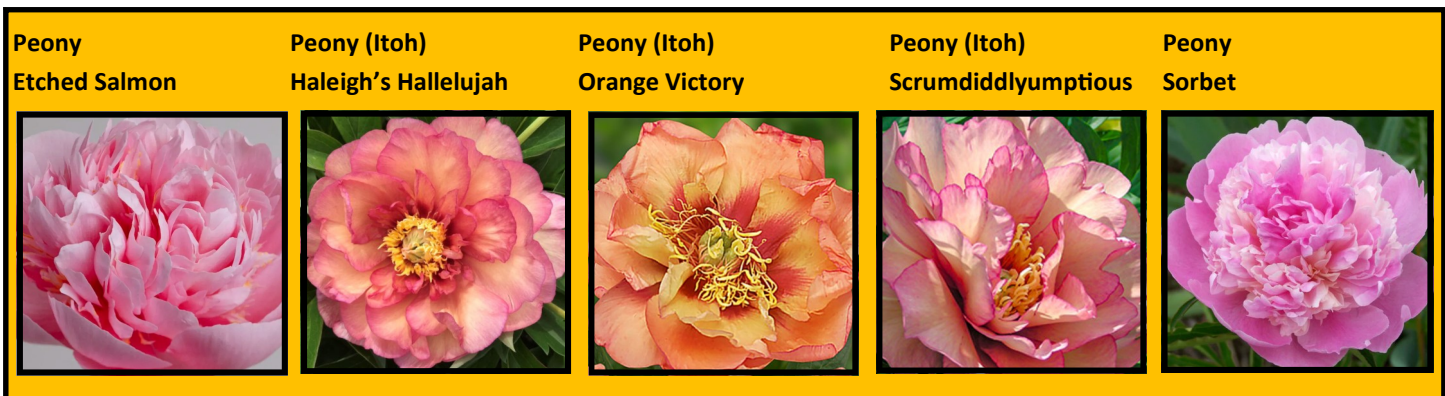 Peony
Etched Salmon
Peony (Itoh)
Haleigh's Hallelujah
Peony (Itoh)
Orange Victory
Peony (Itoh)
Scrumdiddlyumptious
Peony
Sorbet